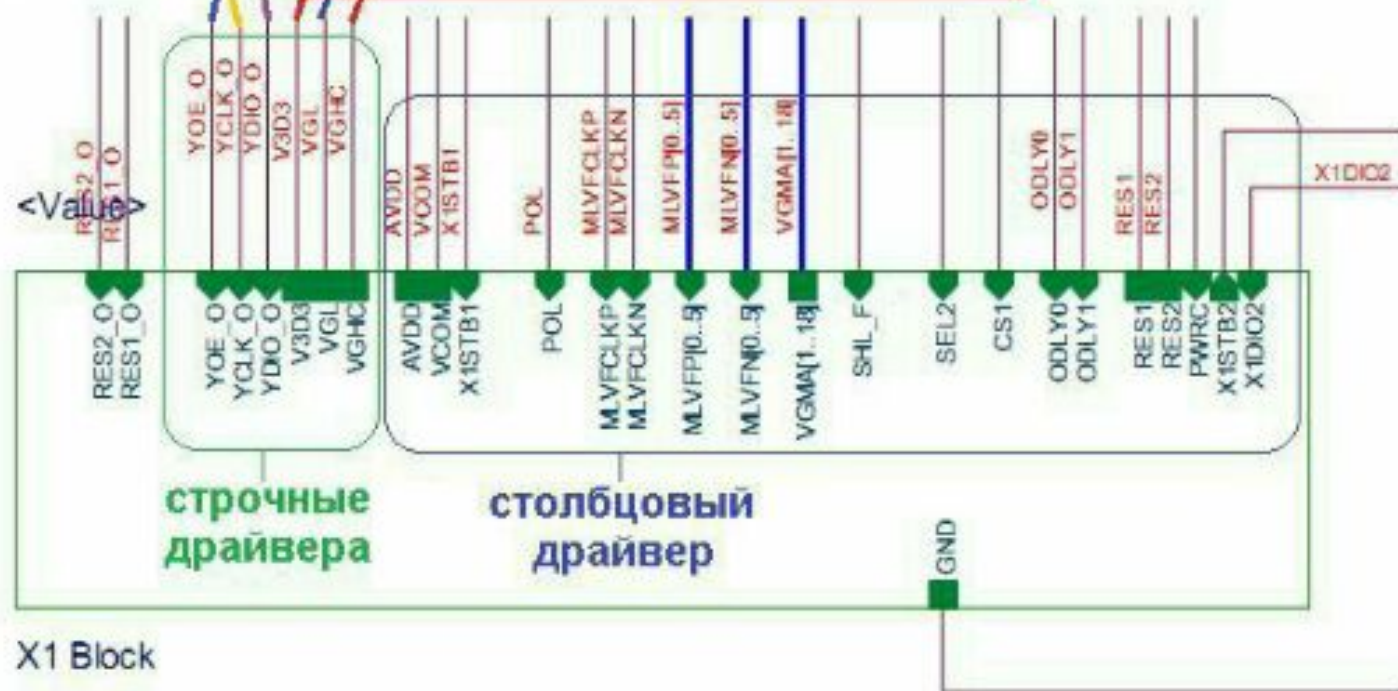 RES2_O
RES1_O
YOE_O
YCLK_O
YDIO_O
V3D3
VGL
VGHC
AVDD
VCOM
X1STB1
POL
MLVFCLKP
MLVFCLKN
MLVFP[0..5]
MLVFN[0..5]
VGMA[1..18]
ODLY0
ODLY1
RES1
RES2
X1DIO2
<Value>
RES2_O
RES1_O
YOE_O
YCLK_O
YDIO_O
V3D3
VGL
VGHC
AVDD
VCOM
X1STB1
POL
MLVFCLKP
MLVFCLKN
MLVFP[0..5]
MLVFN[0..5]
VGMA[1..18]
SHL_F
SEL2
CS1
ODLY0
ODLY1
RES1
RES2
PWRC
X1STB2
X1DIO2
строчные
драйвера
столбцовый
драйвер
GND
X1 Block